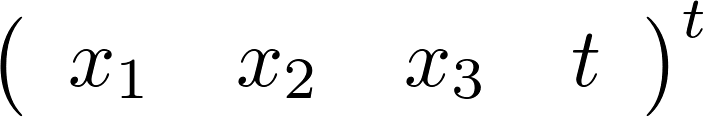 ( x₁ x₂ x₃ t )ᵗ